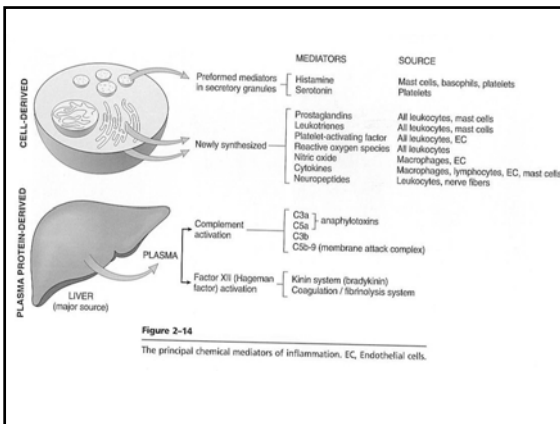 MEDIATORS SOURCE
CELL-DERIVED
Preformed mediators
in secretory granules
Histamine Mast cells, basophils, platelets
Serotonin Platelets
Newly synthesized
Prostaglandins All leukocytes, mast cells
Leukotrienes All leukocytes, mast cells
Platelet-activating factor All leukocytes, EC
Reactive oxygen species All leukocytes
Nitric oxide Macrophages, EC
Cytokines Macrophages, lymphocytes, EC, mast cells
Neuropeptides Leukocytes, nerve fibers
PLASMA PROTEIN-DERIVED
LIVER
(major source)
PLASMA
Complement
activation
C3a
C5a
anaphylotoxins
C3b
C5b-9 (membrane attack complex)
Factor XII (Hageman
factor) activation
Kinin system (bradykinin)
Coagulation / fibrinolysis system
Figure 2–14
The principal chemical mediators of inflammation. EC, Endothelial cells.